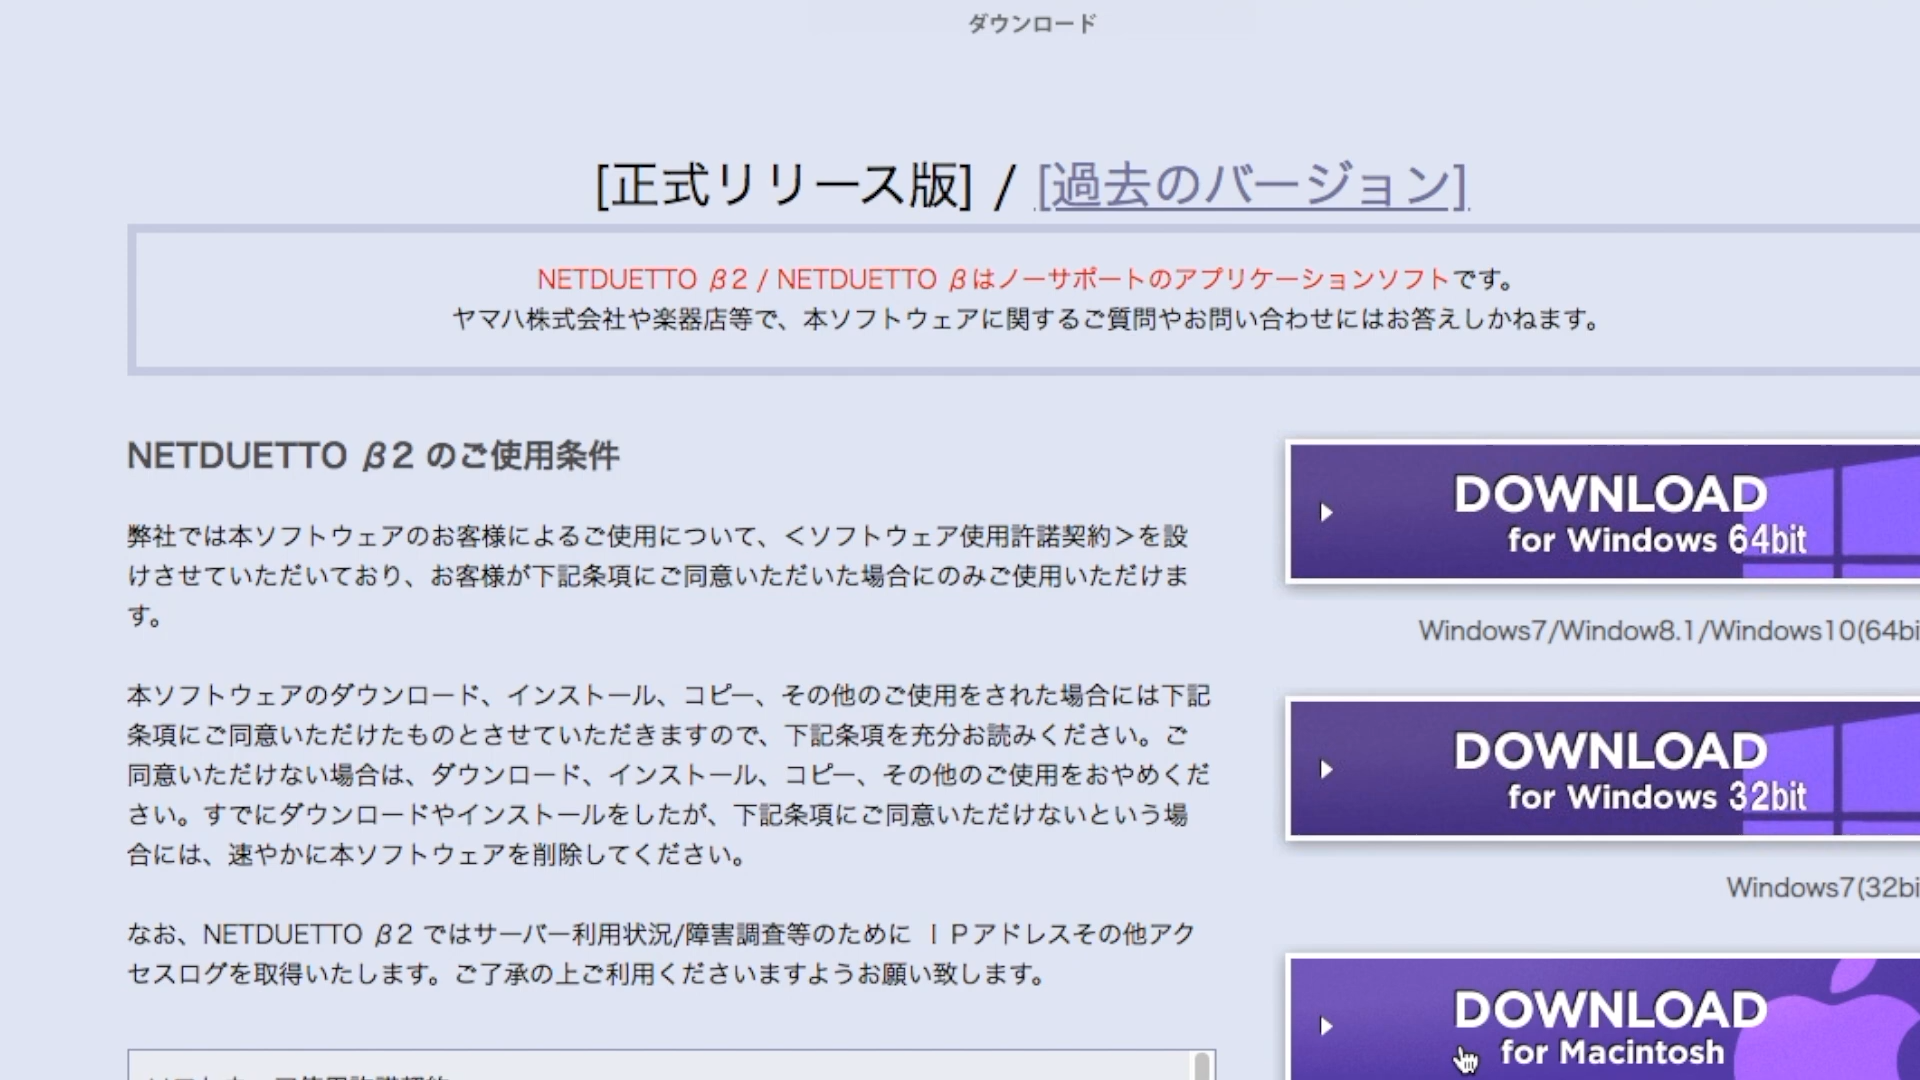 ダウンロード
[正式リリース版] / [過去のバージョン]
NETDUETTO β2 / NETDUETTO βはノーサポートのアプリケーションソフトです。
ヤマハ株式会社や楽器店等で、本ソフトウェアに関するご質問やお問い合わせにはお答えしかねます。
NETDUETTO β2 のご使用条件
弊社では本ソフトウェアのお客様によるご使用について、＜ソフトウェア使用許諾契約＞を設
けさせていただいており、お客様が下記条項にご同意いただいた場合にのみご使用いただけま
す。
本ソフトウェアのダウンロード、インストール、コピー、その他のご使用をされた場合には下記
条項にご同意いただけたものとさせていただきますので、下記条項を充分お読みください。ご
同意いただけない場合は、ダウンロード、インストール、コピー、その他のご使用をおやめくだ
さい。すでにダウンロードやインストールをしたが、下記条項にご同意いただけないという場
合には、速やかに本ソフトウェアを削除してください。
なお、NETDUETTO β2 ではサーバー利用状況/障害調査等のために ＩＰアドレスその他アク
セスログを取得いたします。ご了承の上ご利用くださいますようお願い致します。
ソフトウェア使用許諾契約
DOWNLOAD
for Windows 64bit
Windows7/Window8.1/Windows10(64bi
DOWNLOAD
for Windows 32bit
Windows7(32bi
DOWNLOAD
for Macintosh